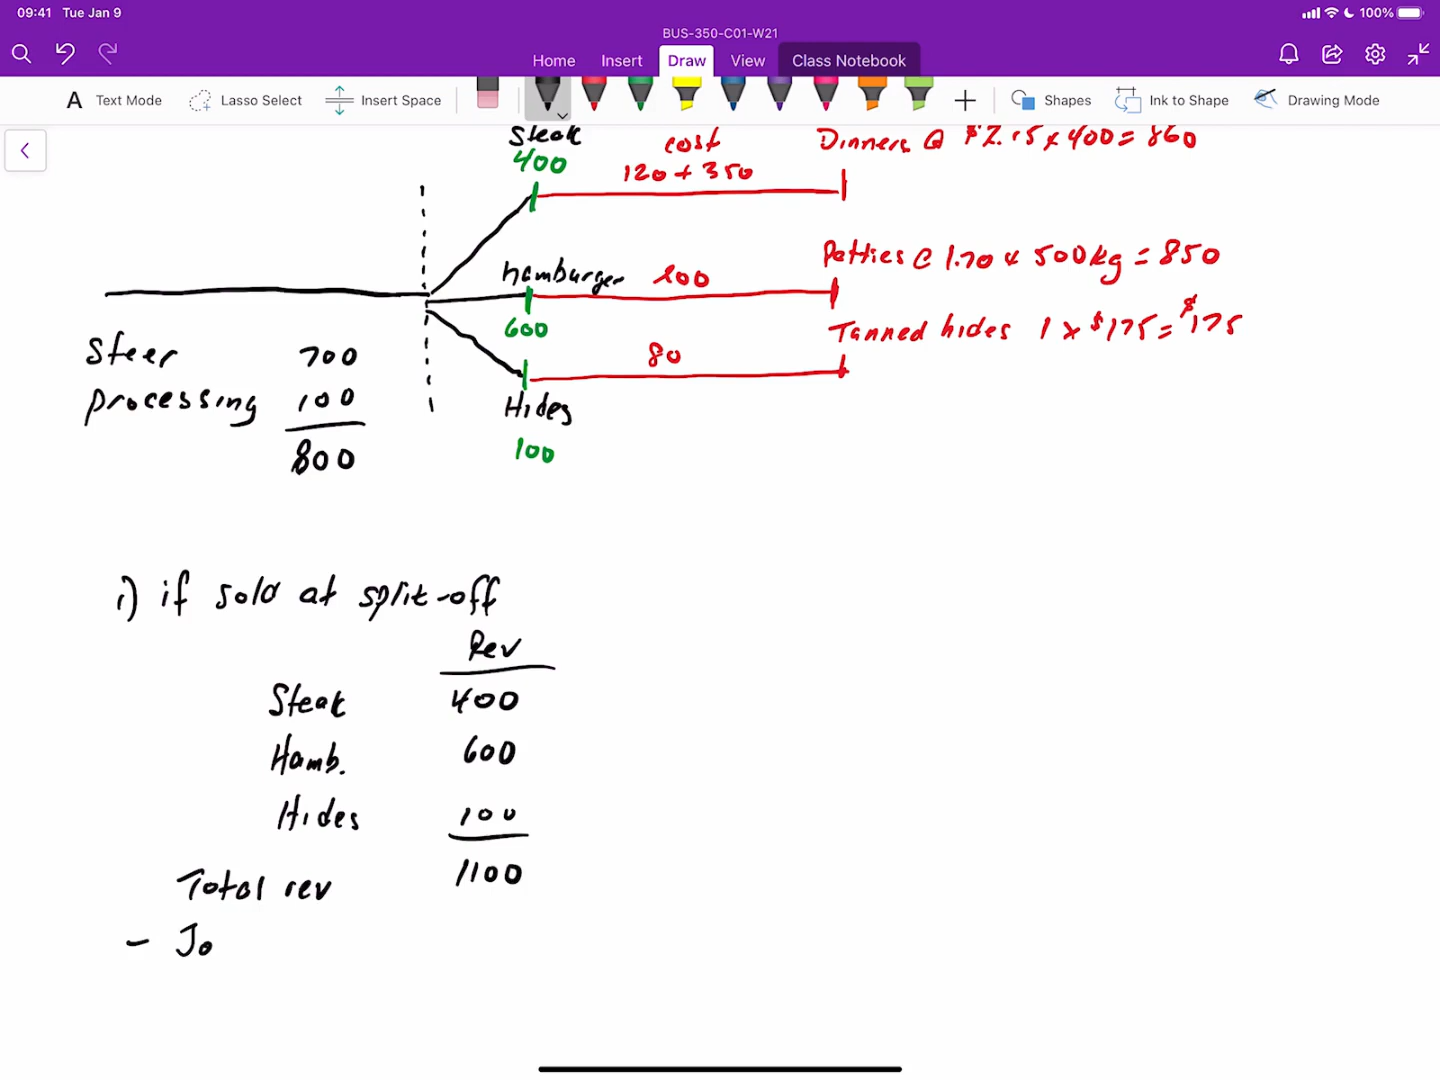 09:41 Tue Jan 9
100%
BUS-350-C01-W21
Home Insert Draw View Class Notebook
Text Mode Lasso Select Insert Space Shapes Ink to Shape Drawing Mode
Steak
400
cost
120 + 350
Dinners @ $2.15 x 400 = 860
hamburger
600
200
Patties @ 1.70 x 500kg = 850
Tanned hides 1 x $175 = $175
80
Hides
100
Steer 700
processing 100
800
1) if sold at split-off
Rev
Steak 400
Hamb. 600
Hides 100
Total rev 1100
- Jo